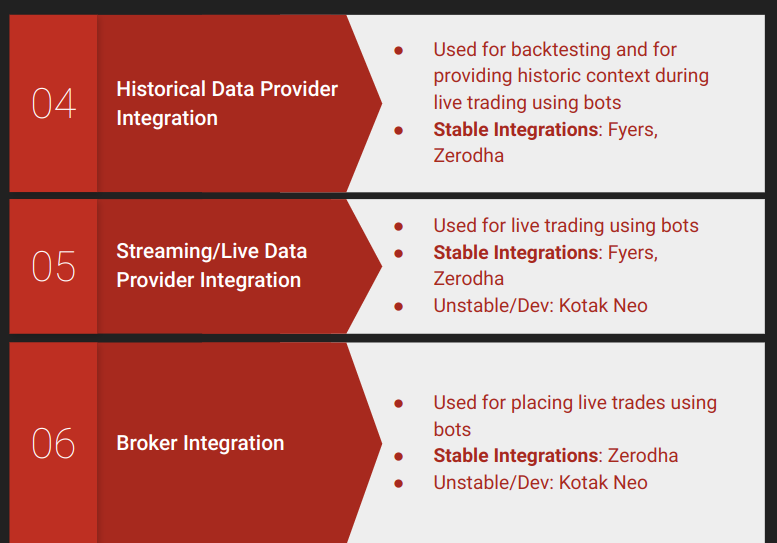 04
Historical Data Provider
Integration
● Used for backtesting and for
providing historic context during
live trading using bots
● Stable Integrations: Fyers,
Zerodha
05
Streaming/Live Data
Provider Integration
● Used for live trading using bots
● Stable Integrations: Fyers,
Zerodha
● Unstable/Dev: Kotak Neo
06
Broker Integration
● Used for placing live trades using
bots
● Stable Integrations: Zerodha
● Unstable/Dev: Kotak Neo